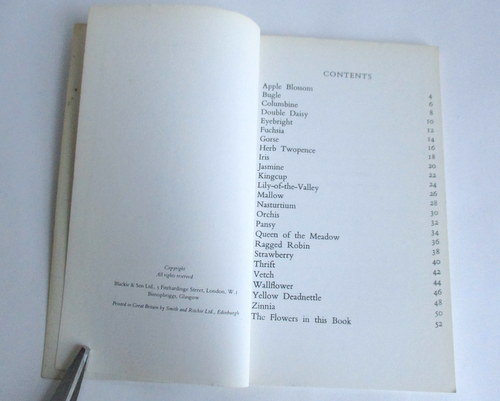 Copyright
All rights reserved
Blackie & Son Ltd., 5 Fitzhardinge Street, London, W.1
Bishopbriggs, Glasgow
Printed in Great Britain by Smith and Ritchie Ltd., Edinburgh
CONTENTS
Apple Blossom 4
Bugle 6
Columbine 8
Double Daisy 10
Eyebright 12
Fuchsia 14
Gorse 16
Herb Twopence 18
Iris 20
Jasmine 22
Kingcup 24
Lily-of-the-Valley 26
Mallow 28
Nasturtium 30
Orchis 32
Pansy 34
Queen of the Meadow 36
Ragged Robin 38
Strawberry 40
Thrift 42
Vetch 44
Wallflower 46
Yellow Deadnettle 48
Zinnia 50
The Flowers in this Book 52